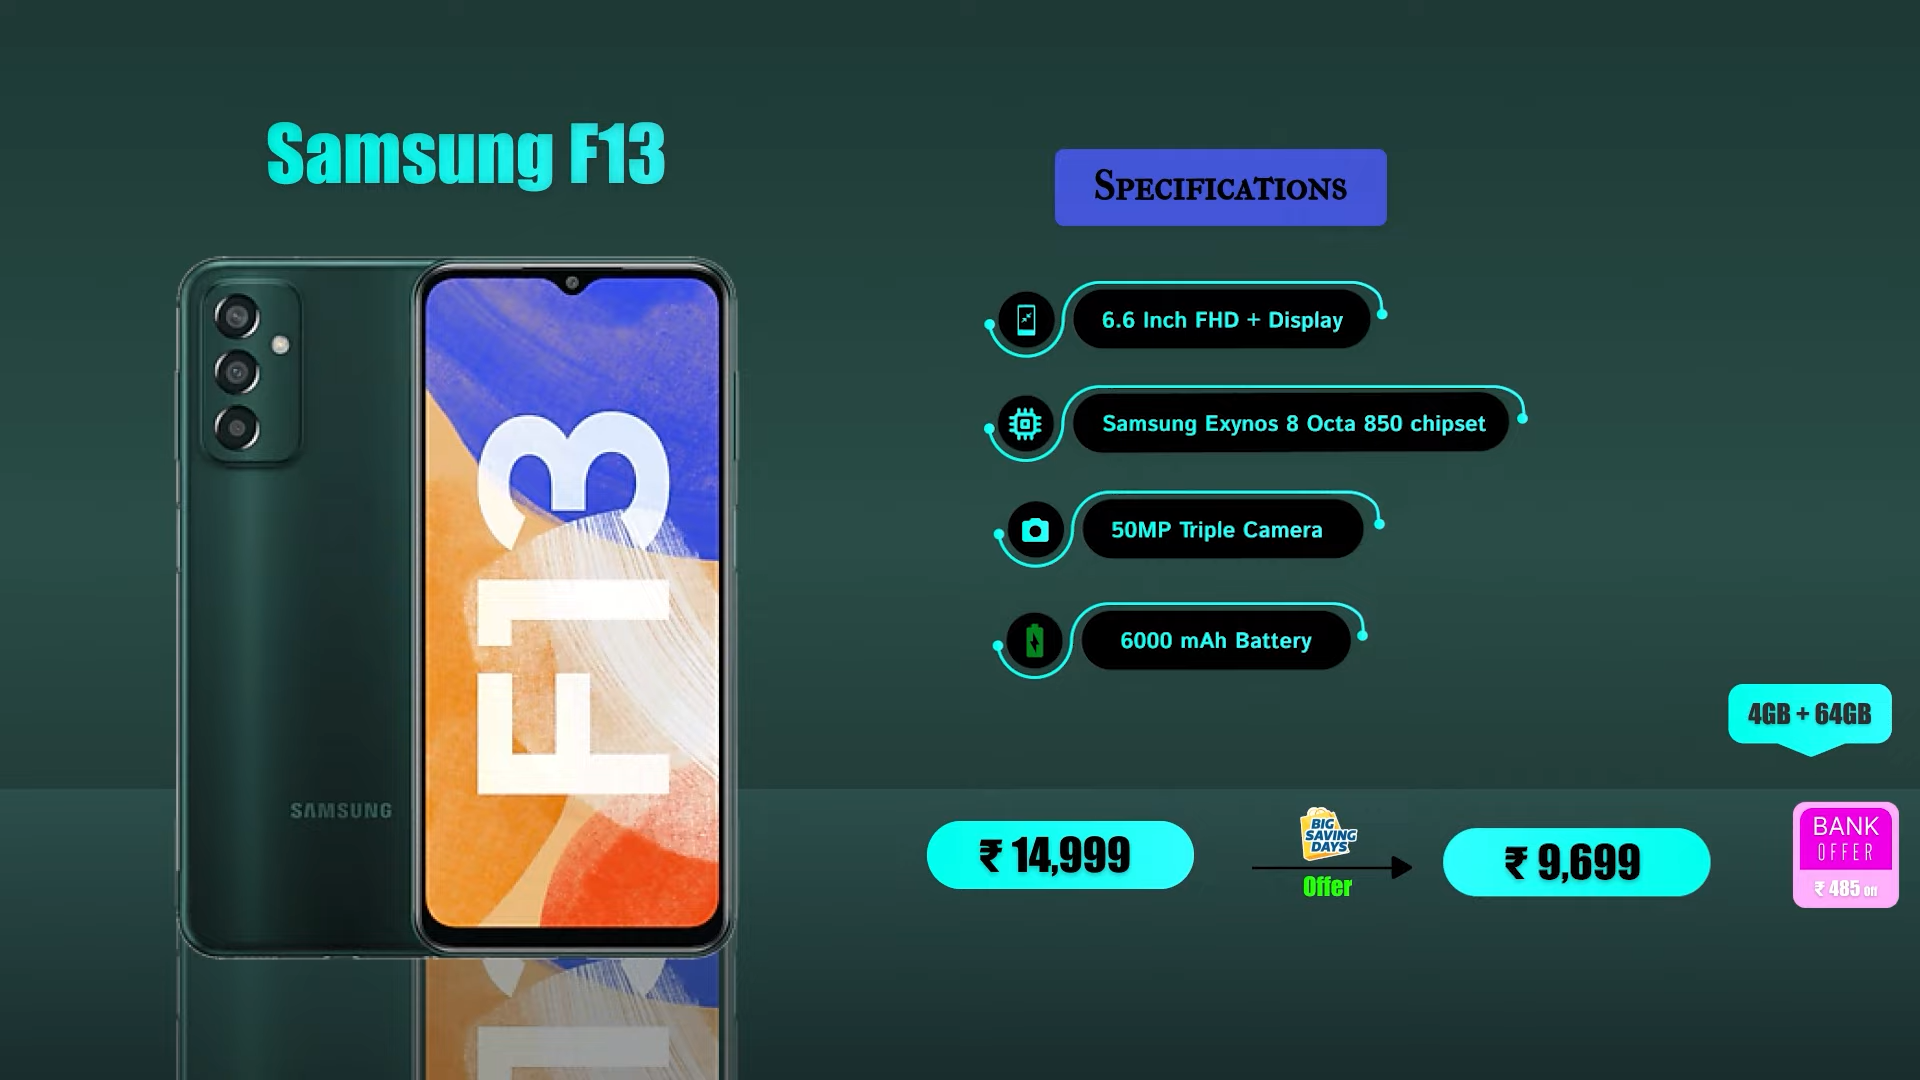 Samsung F13
SPECIFICATIONS
6.6 Inch FHD + Display
Samsung Exynos 8 Octa 850 chipset
50MP Triple Camera
6000 mAh Battery
F13
SAMSUNG
4GB + 64GB
₹ 14,999
BIG
SAVING
DAYS
Offer
₹ 9,699
BANK
OFFER
₹ 485 on